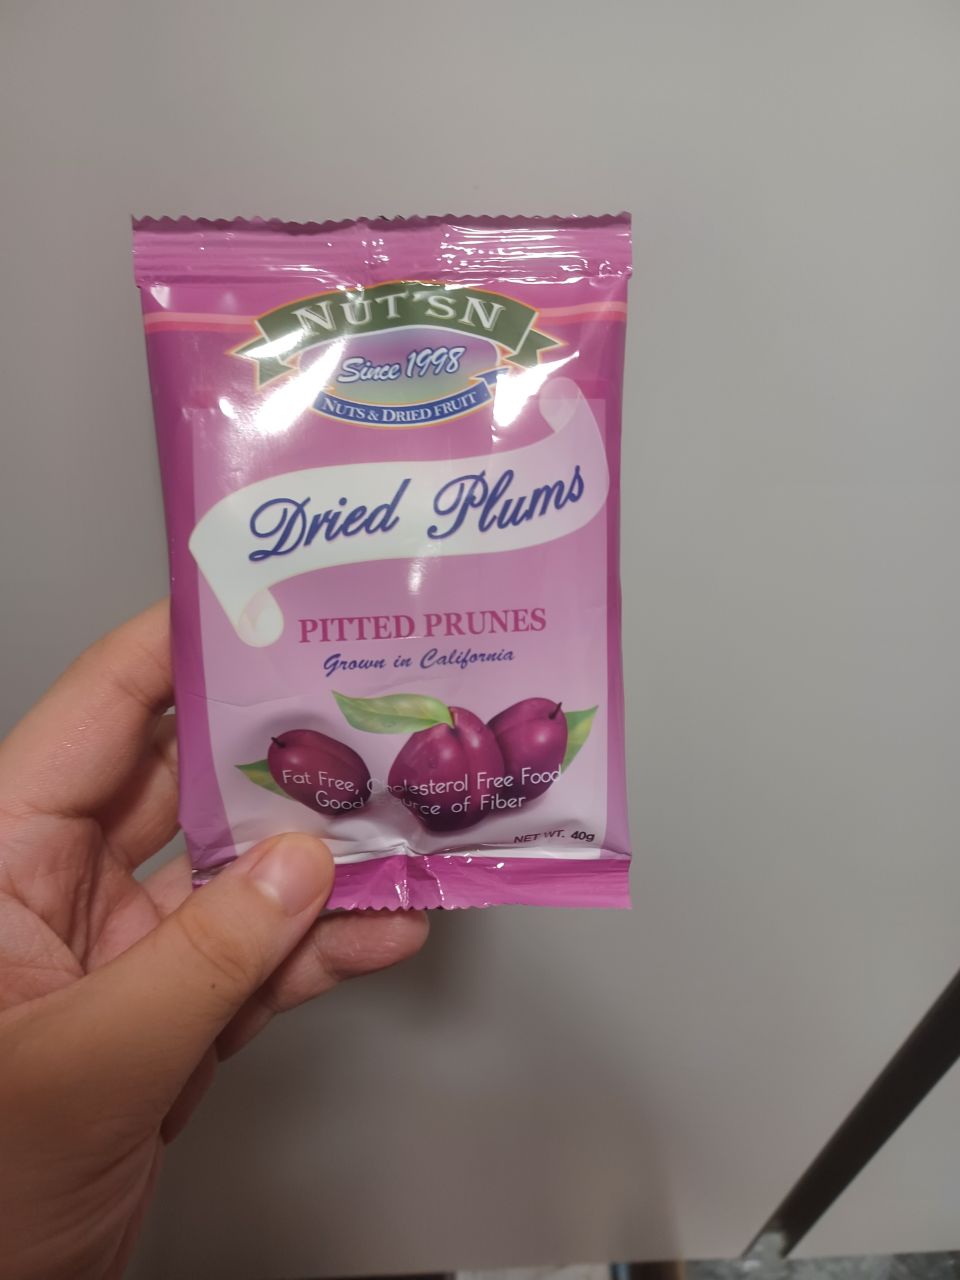 NUT'SN
Since 1998
NUTS & DRIED FRUIT
Dried Plums
PITTED PRUNES
Grown in California
Fat Free, Cholesterol Free Food
Good Source of Fiber
NET WT. 40g